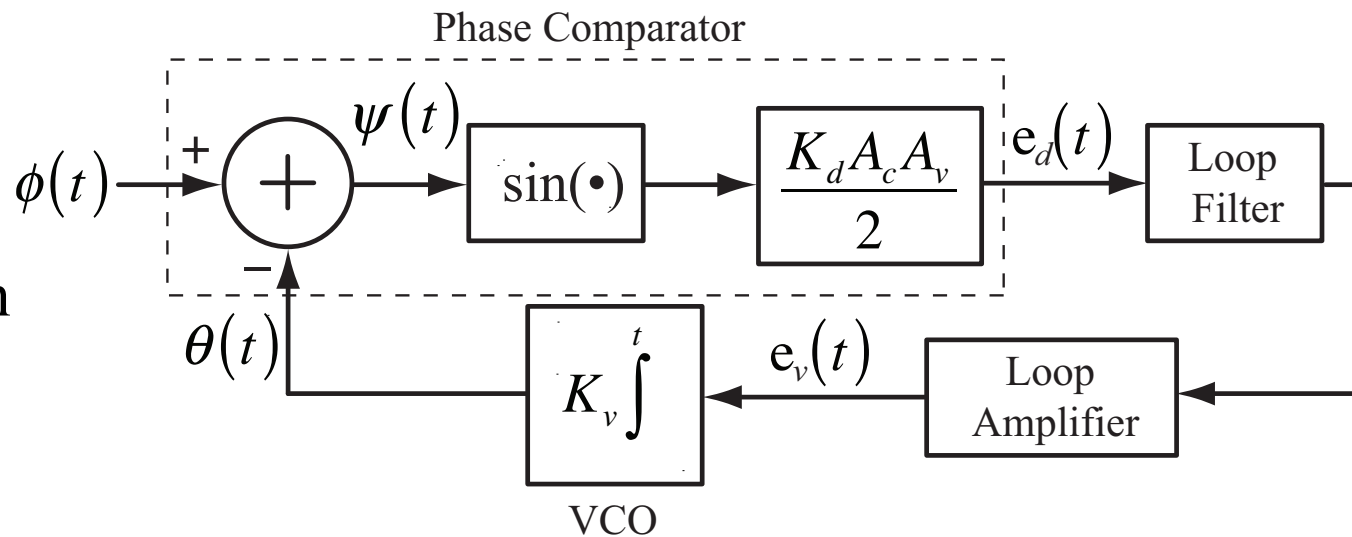 Phase Comparator
ϕ(t)
+
+
ψ(t)
sin(•)
K_d A_c A_v
2
e_d(t)
Loop
Filter
−
n
θ(t)
K_v ∫^t
e_v(t)
Loop
Amplifier
VCO